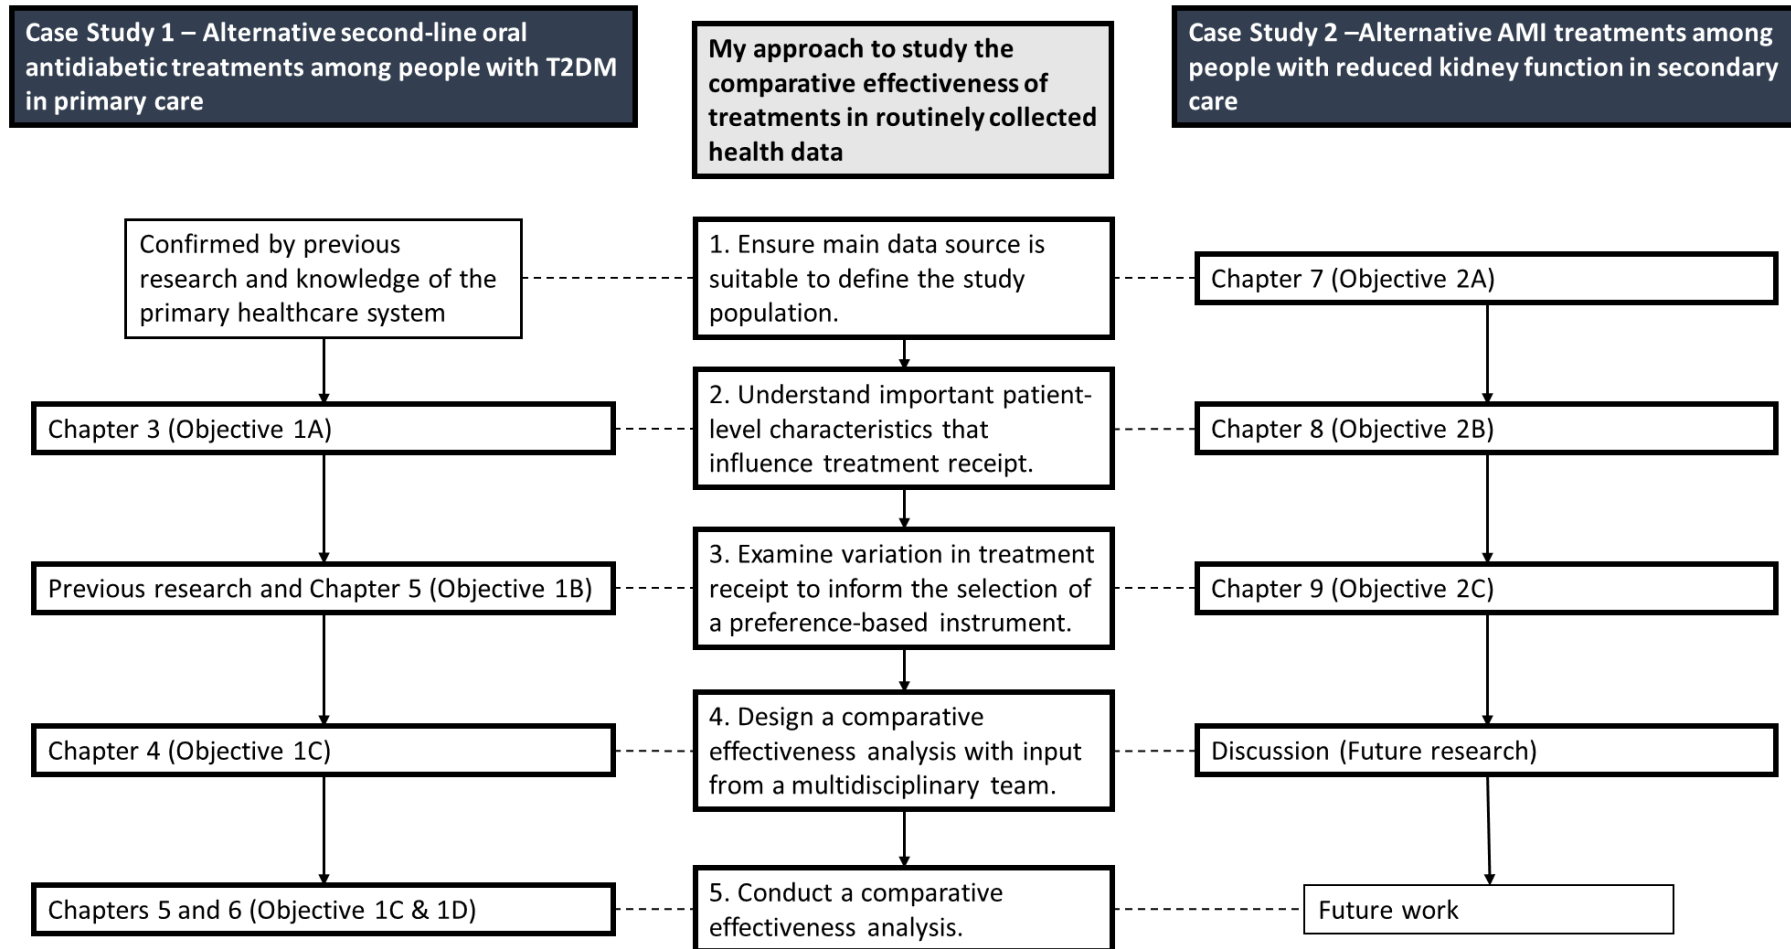 Case Study 1 – Alternative second-line oral
antidiabetic treatments among people with T2DM
in primary care
My approach to study the
comparative effectiveness of
treatments in routinely collected
health data
Case Study 2 –Alternative AMI treatments among
people with reduced kidney function in secondary
care
Confirmed by previous
research and knowledge of the
primary healthcare system
1. Ensure main data source is
suitable to define the study
population.
Chapter 7 (Objective 2A)
Chapter 3 (Objective 1A)
2. Understand important patient-
level characteristics that
influence treatment receipt.
Chapter 8 (Objective 2B)
Previous research and Chapter 5 (Objective 1B)
3. Examine variation in treatment
receipt to inform the selection of
a preference-based instrument.
Chapter 9 (Objective 2C)
Chapter 4 (Objective 1C)
4. Design a comparative
effectiveness analysis with input
from a multidisciplinary team.
Discussion (Future research)
Chapters 5 and 6 (Objective 1C & 1D)
5. Conduct a comparative
effectiveness analysis.
Future work